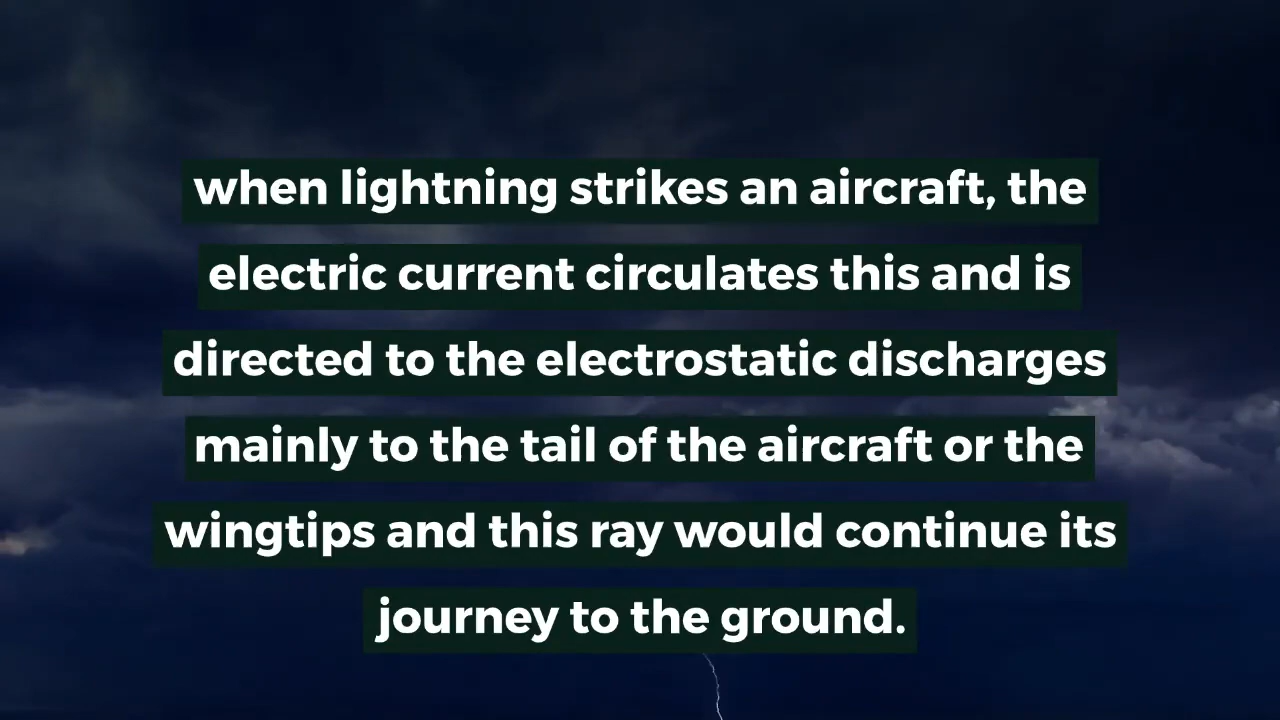 when lightning strikes an aircraft, the
electric current circulates this and is
directed to the electrostatic discharges
mainly to the tail of the aircraft or the
wingtips and this ray would continue its
journey to the ground.